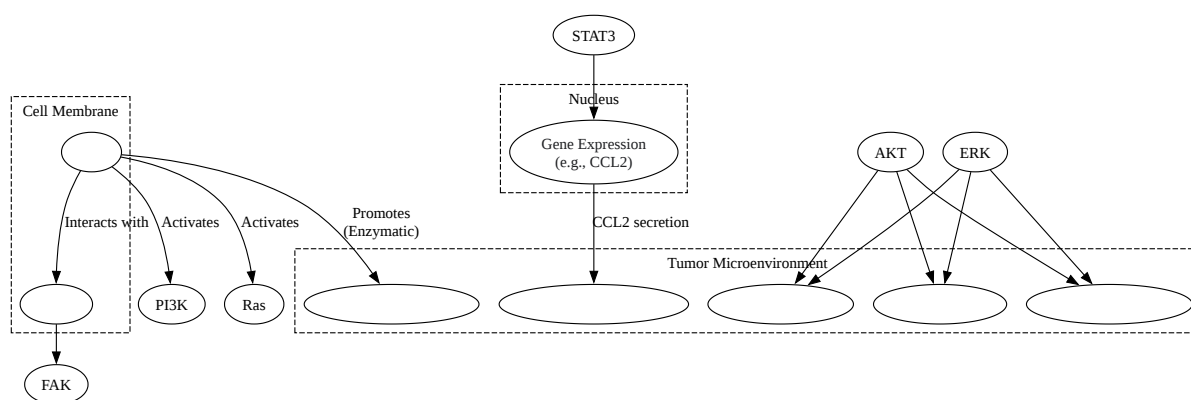 STAT3
Cell Membrane
Nucleus
Gene Expression
(e.g., CCL2)
AKT
ERK
Interacts with
Activates
Activates
Promotes
(Enzymatic)
CCL2 secretion
Tumor Microenvironment
PI3K
Ras
FAK